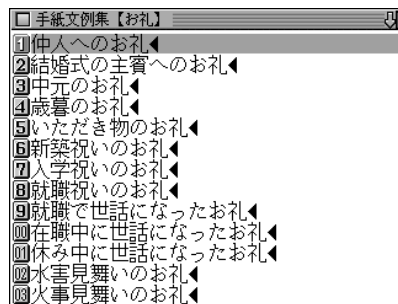 手紙文例集【お礼】
1仲人へのお礼◀
2結婚式の主賓へのお礼◀
3中元のお礼◀
4歳暮のお礼◀
5いただき物のお礼◀
6新築祝いのお礼◀
7入学祝いのお礼◀
8就職祝いのお礼◀
9就職で世話になったお礼◀
00在職中に世話になったお礼◀
01休み中に世話になったお礼◀
02水害見舞いのお礼◀
03火事見舞いのお礼◀